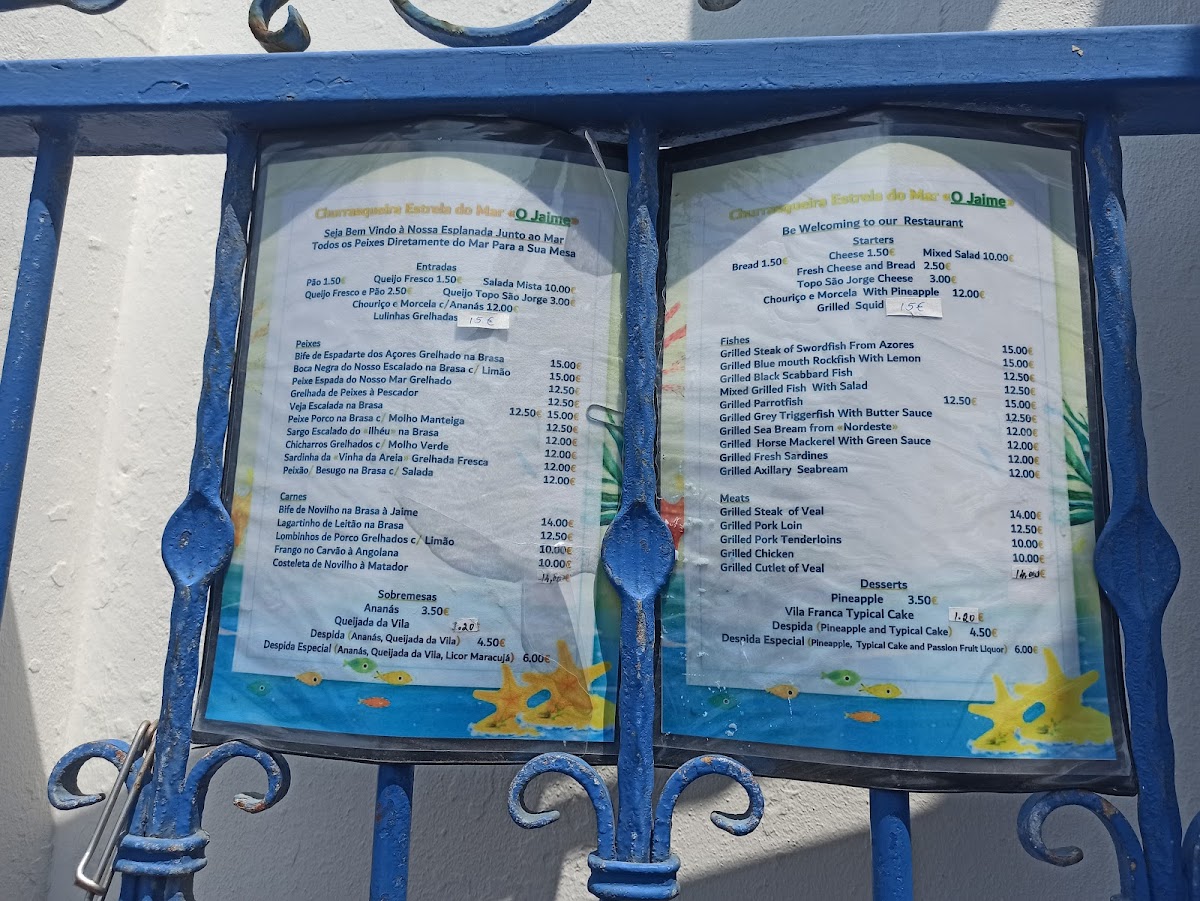 Churrasqueira Estrela do Mar «O Jaime»
Seja Bem Vindo à Nossa Esplanada Junto ao Mar
Todos os Peixes Diretamente do Mar Para a Sua Mesa
Entradas
Pão 1.50€ Queijo Fresco 1.50€ Salada Mista 10.00€
Queijo Fresco e Pão 2.50€ Queijo Topo São Jorge 3.00€
Chouriço e Morcela c/Ananás 12.00€
Lulinhas Grelhadas 15€
Peixes
Bife de Espadarte dos Açores Grelhado na Brasa 15.00€
Boca Negra do Nosso Escalado na Brasa c/ Limão 15.00€
Peixe Espada do Nosso Mar Grelhado 12.50€
Grelhada de Peixes à Pescador 12.50€
Veja Escalada na Brasa 12.50€ 15.00€
Peixe Porco na Brasa c/ Molho Manteiga 12.50€
Sargo Escalado do «Ilhéu» na Brasa 12.00€
Chicharros Grelhados c/ Molho Verde 12.00€
Sardinha da «Vinha da Areia» Grelhada Fresca 12.00€
Peixão/ Besugo na Brasa c/ Salada 12.00€
Carnes
Bife de Novilho na Brasa à Jaime 14.00€
Lagartinho de Leitão na Brasa 12.50€
Lombinhos de Porco Grelhados c/ Limão 10.00€
Frango no Carvão à Angolana 10.00€
Costeleta de Novilho à Matador 14,00€
Sobremesas
Ananás 3.50€
Queijada da Vila 1.20
Despida (Ananás, Queijada da Vila) 4.50€
Despida Especial (Ananás, Queijada da Vila, Licor Maracujá) 6.00€
Churrasqueira Estrela do Mar «O Jaime»
Be Welcoming to our Restaurant
Starters
Bread 1.50€ Cheese 1.50€ Mixed Salad 10.00€
Fresh Cheese and Bread 2.50€
Topo São Jorge Cheese 3.00€
Chouriço e Morcela With Pineapple 12.00€
Grilled Squid 15€
Fishes
Grilled Steak of Swordfish From Azores 15.00€
Grilled Blue mouth Rockfish With Lemon 15.00€
Grilled Black Scabbard Fish 12.50€
Mixed Grilled Fish With Salad 12.50€
Grilled Parrotfish 12.50€ 15.00€
Grilled Grey Triggerfish With Butter Sauce 12.50€
Grilled Sea Bream from «Nordeste» 12.00€
Grilled Horse Mackerel With Green Sauce 12.00€
Grilled Fresh Sardines 12.00€
Grilled Axillary Seabream 12.00€
Meats
Grilled Steak of Veal 14.00€
Grilled Pork Loin 12.50€
Grilled Pork Tenderloins 10.00€
Grilled Chicken 10.00€
Grilled Cutlet of Veal 14,00€
Desserts
Pineapple 3.50€
Vila Franca Typical Cake 1.20€
Despida (Pineapple and Typical Cake) 4.50€
Despida Especial (Pineapple, Typical Cake and Passion Fruit Liquor) 6.00€